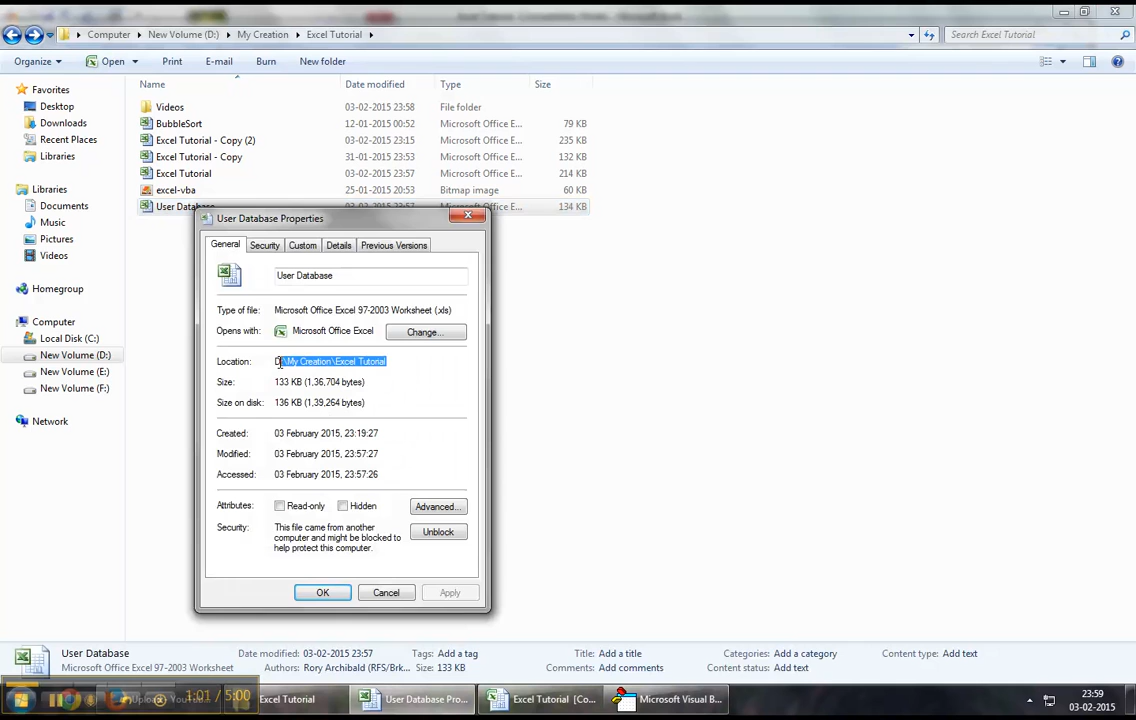 Computer New Volume (D:) My Creation Excel Tutorial Search Excel Tutorial
Organize Open Print E-mail Burn New folder
Name Date modified Type Size
Favorites
Desktop
Downloads
Recent Places
Libraries
Libraries
Documents
Music
Pictures
Videos
Homegroup
Computer
Local Disk (C:)
New Volume (D:)
New Volume (E:)
New Volume (F:)
Network
Videos 03-02-2015 23:58 File folder
BubbleSort 12-01-2015 00:52 Microsoft Office E... 79 KB
Excel Tutorial - Copy (2) 03-02-2015 23:15 Microsoft Office E... 235 KB
Excel Tutorial - Copy 31-01-2015 23:53 Microsoft Office E... 132 KB
Excel Tutorial 03-02-2015 23:57 Microsoft Office E... 214 KB
excel-vba 25-01-2015 20:53 Bitmap image 60 KB
User Database 134 KB
User Database Properties
General Security Custom Details Previous Versions
User Database
Type of file: Microsoft Office Excel 97-2003 Worksheet (.xls)
Opens with: Microsoft Office Excel Change...
Location: D:\My Creation\Excel Tutorial
Size: 133 KB (1,36,704 bytes)
Size on disk: 136 KB (1,39,264 bytes)
Created: 03 February 2015, 23:19:27
Modified: 03 February 2015, 23:57:27
Accessed: 03 February 2015, 23:57:26
Attributes: Read-only Hidden Advanced...
Security: This file came from another
computer and might be blocked to
help protect this computer.
Unblock
OK Cancel Apply
User Database Date modified: 03-02-2015 23:57 Tags: Add a tag Title: Add a title Categories: Add a category Content type: Add text
Microsoft Office Excel 97-2003 Worksheet Authors: Rory Archibald (RFS/Brk... Size: 133 KB Comments: Add comments Content status: Add text
1:01 / 5:00 Excel Tutorial User Database Pro... Excel Tutorial [Co... Microsoft Visual B... 23:59
03-02-2015